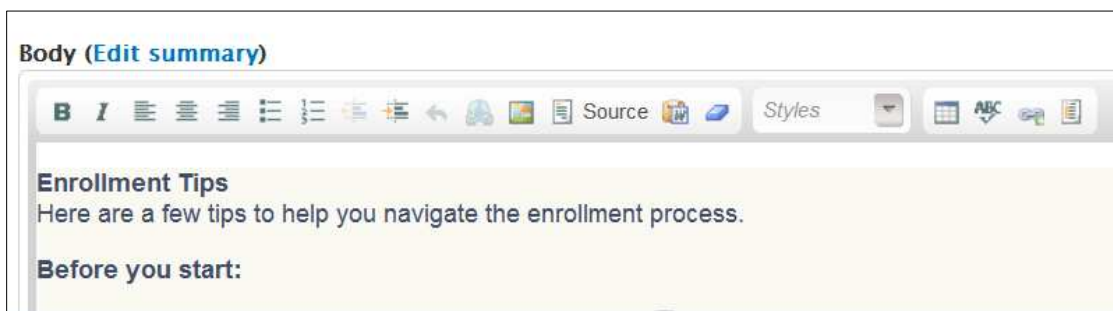 Body (Edit summary)
B I Source Styles ABC
Enrollment Tips
Here are a few tips to help you navigate the enrollment process.
Before you start: